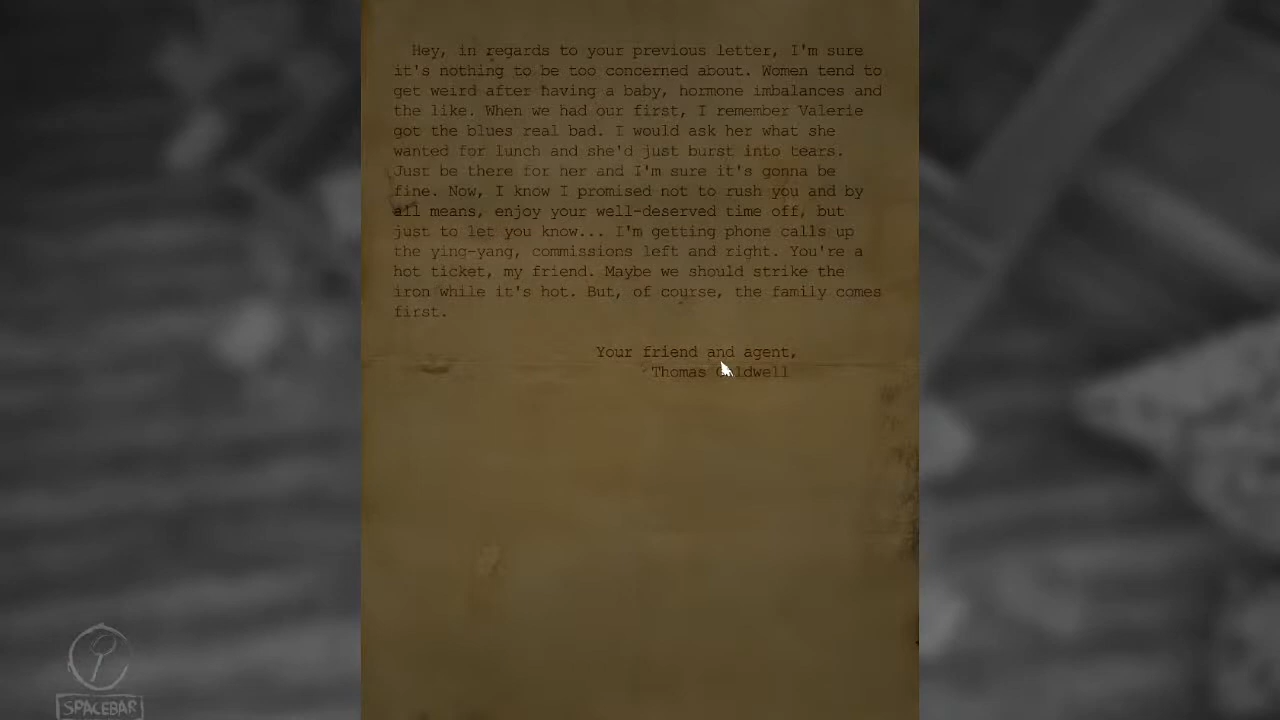 Hey, in regards to your previous letter, I'm sure
it's nothing to be too concerned about. Women tend to
get weird after having a baby, hormone imbalances and
the like. When we had our first, I remember Valerie
got the blues real bad. I would ask her what she
wanted for lunch and she'd just burst into tears.
Just be there for her and I'm sure it's gonna be
fine. Now, I know I promised not to rush you and by
all means, enjoy your well-deserved time off, but
just to let you know... I'm getting phone calls up
the ying-yang, commissions left and right. You're a
hot ticket, my friend. Maybe we should strike the
iron while it's hot. But, of course, the family comes
first.
Your friend and agent,
Thomas
SPACEBAR